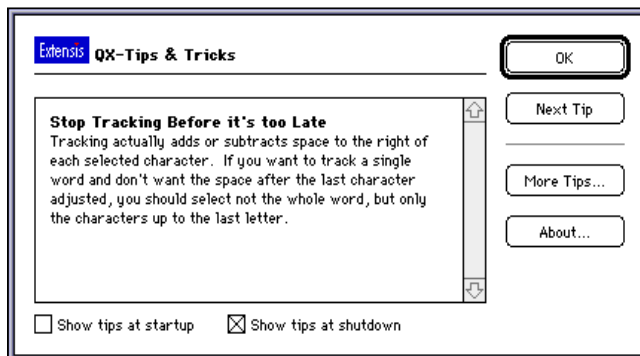 Extensis QX-Tips & Tricks
OK
Stop Tracking Before it's too Late
Tracking actually adds or subtracts space to the right of
each selected character. If you want to track a single
word and don't want the space after the last character
adjusted, you should select not the whole word, but only
the characters up to the last letter.
Next Tip
More Tips...
About...
Show tips at startup
Show tips at shutdown